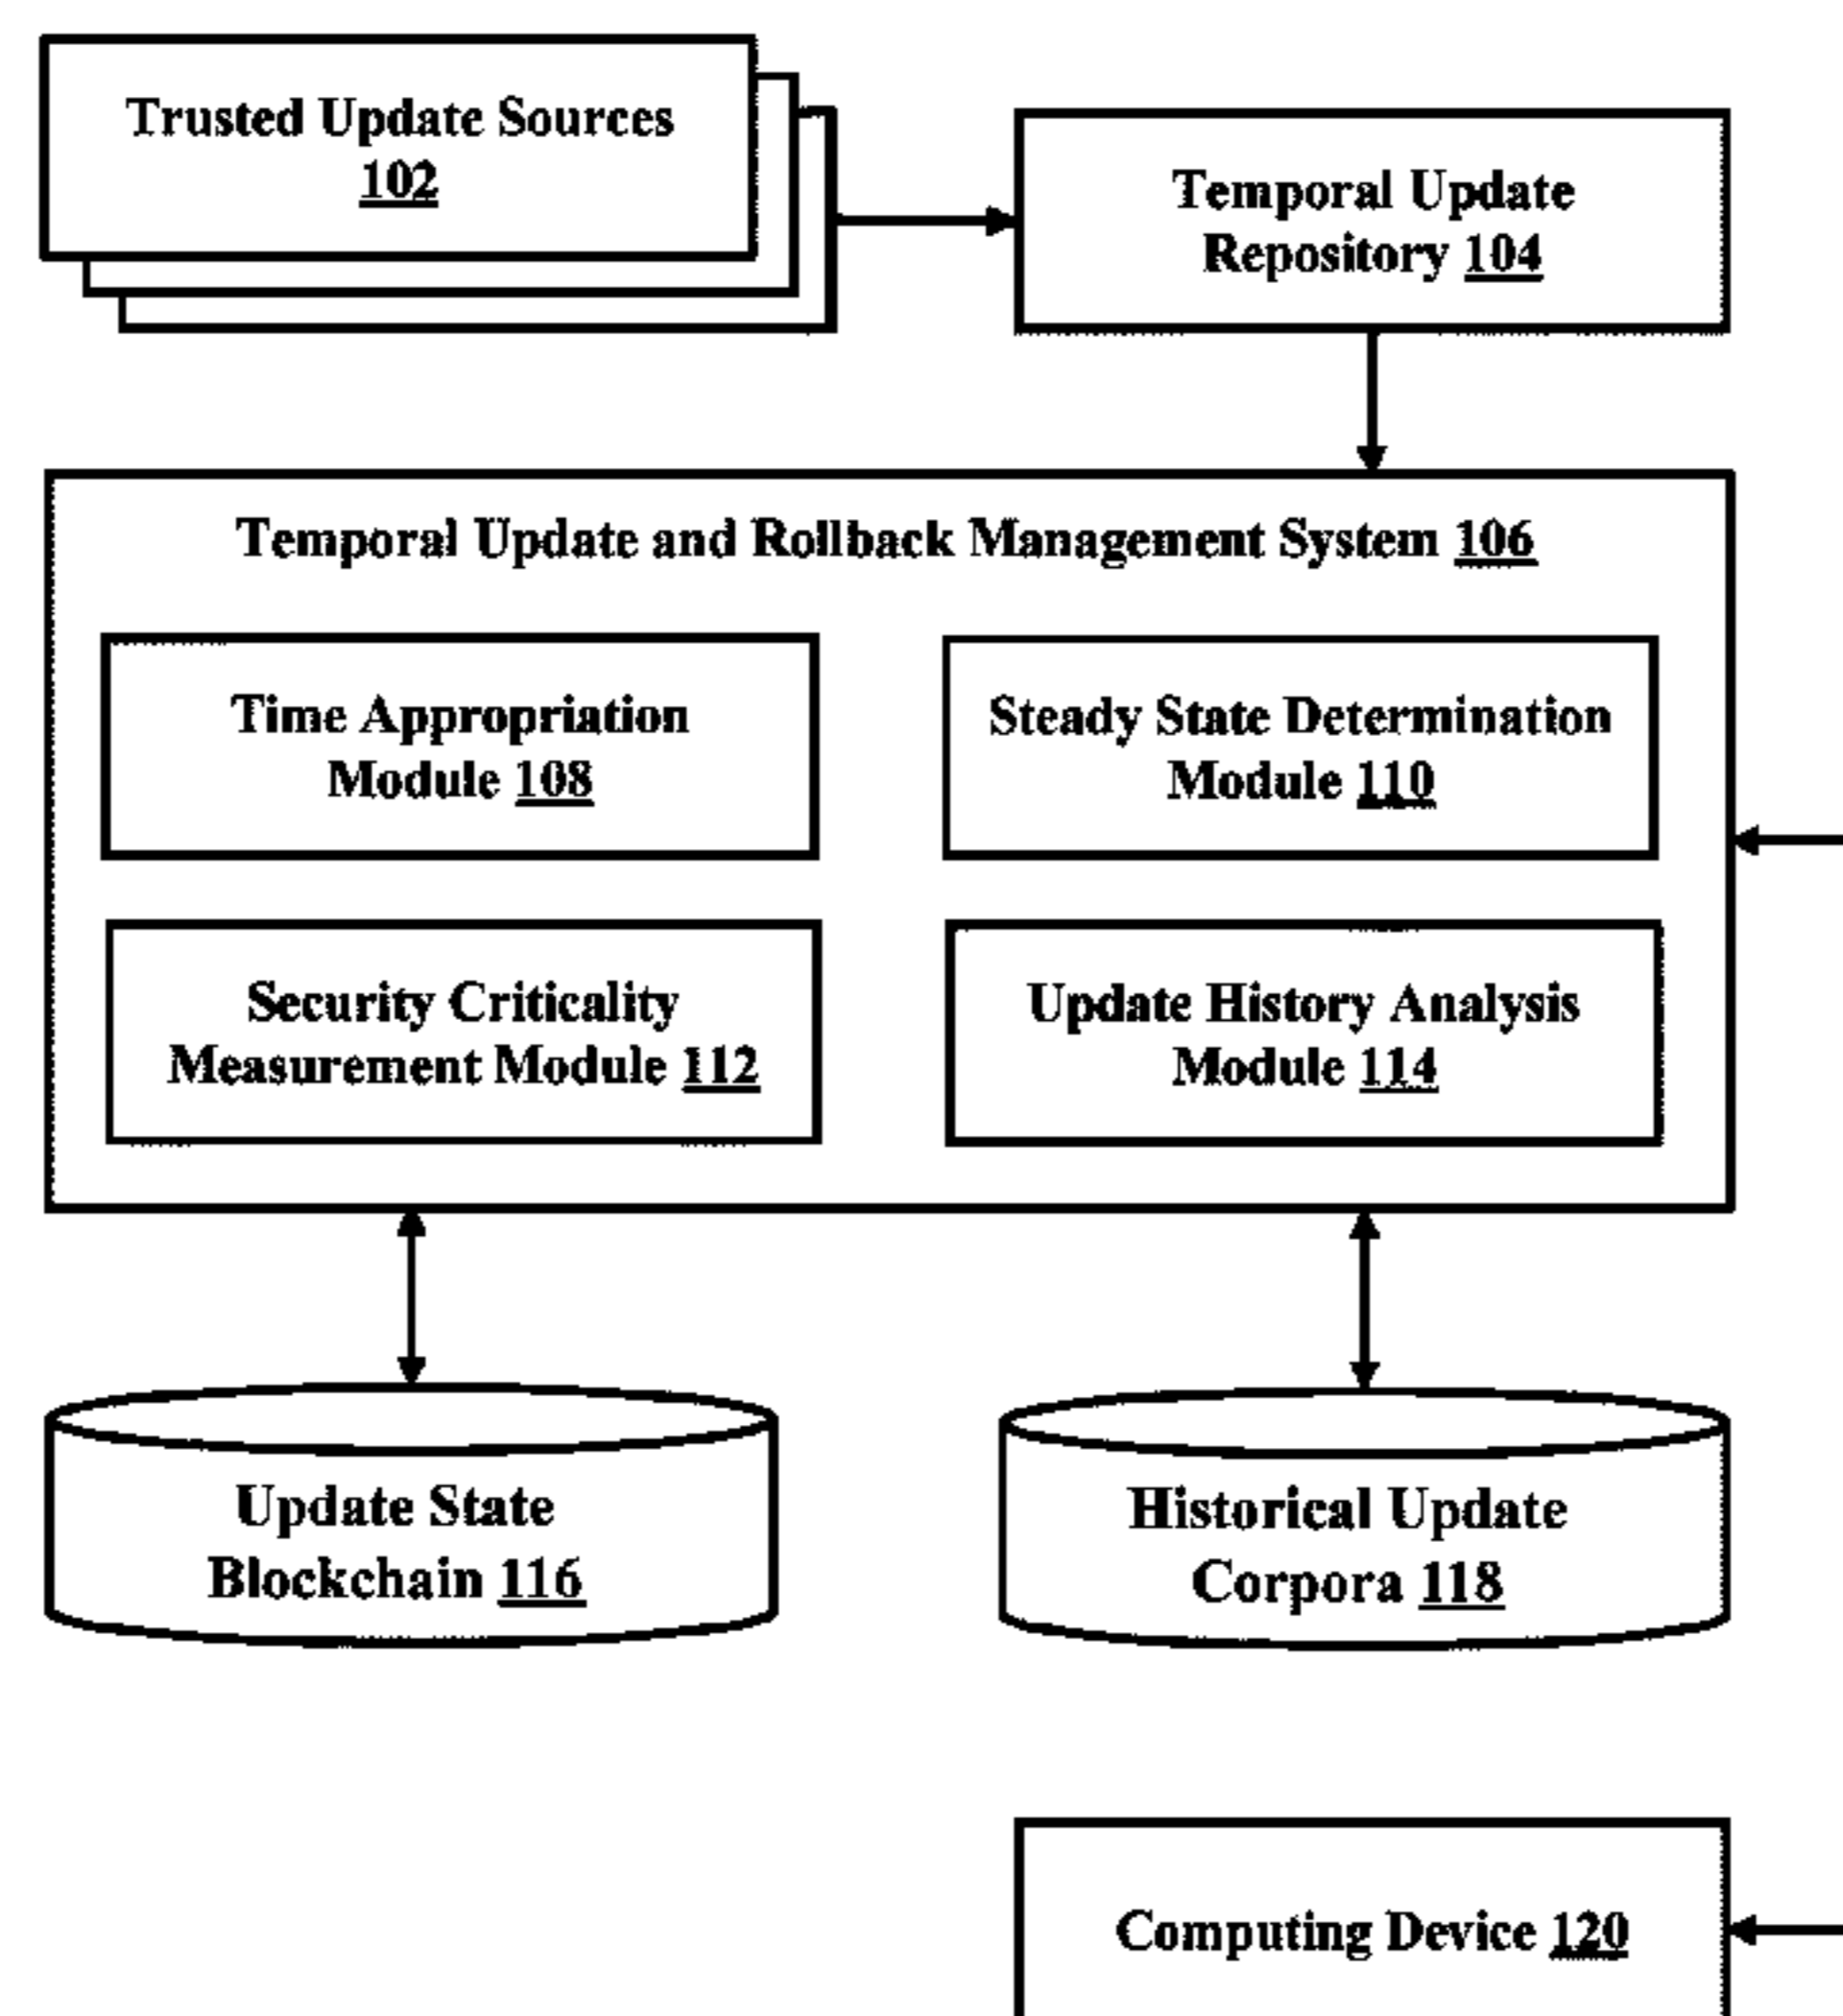 Trusted Update Sources
102
Temporal Update
Repository 104
Temporal Update and Rollback Management System 106
Time Appropriation
Module 108
Steady State Determination
Module 110
Security Criticality
Measurement Module 112
Update History Analysis
Module 114
Update State
Blockchain 116
Historical Update
Corpora 118
Computing Device 120